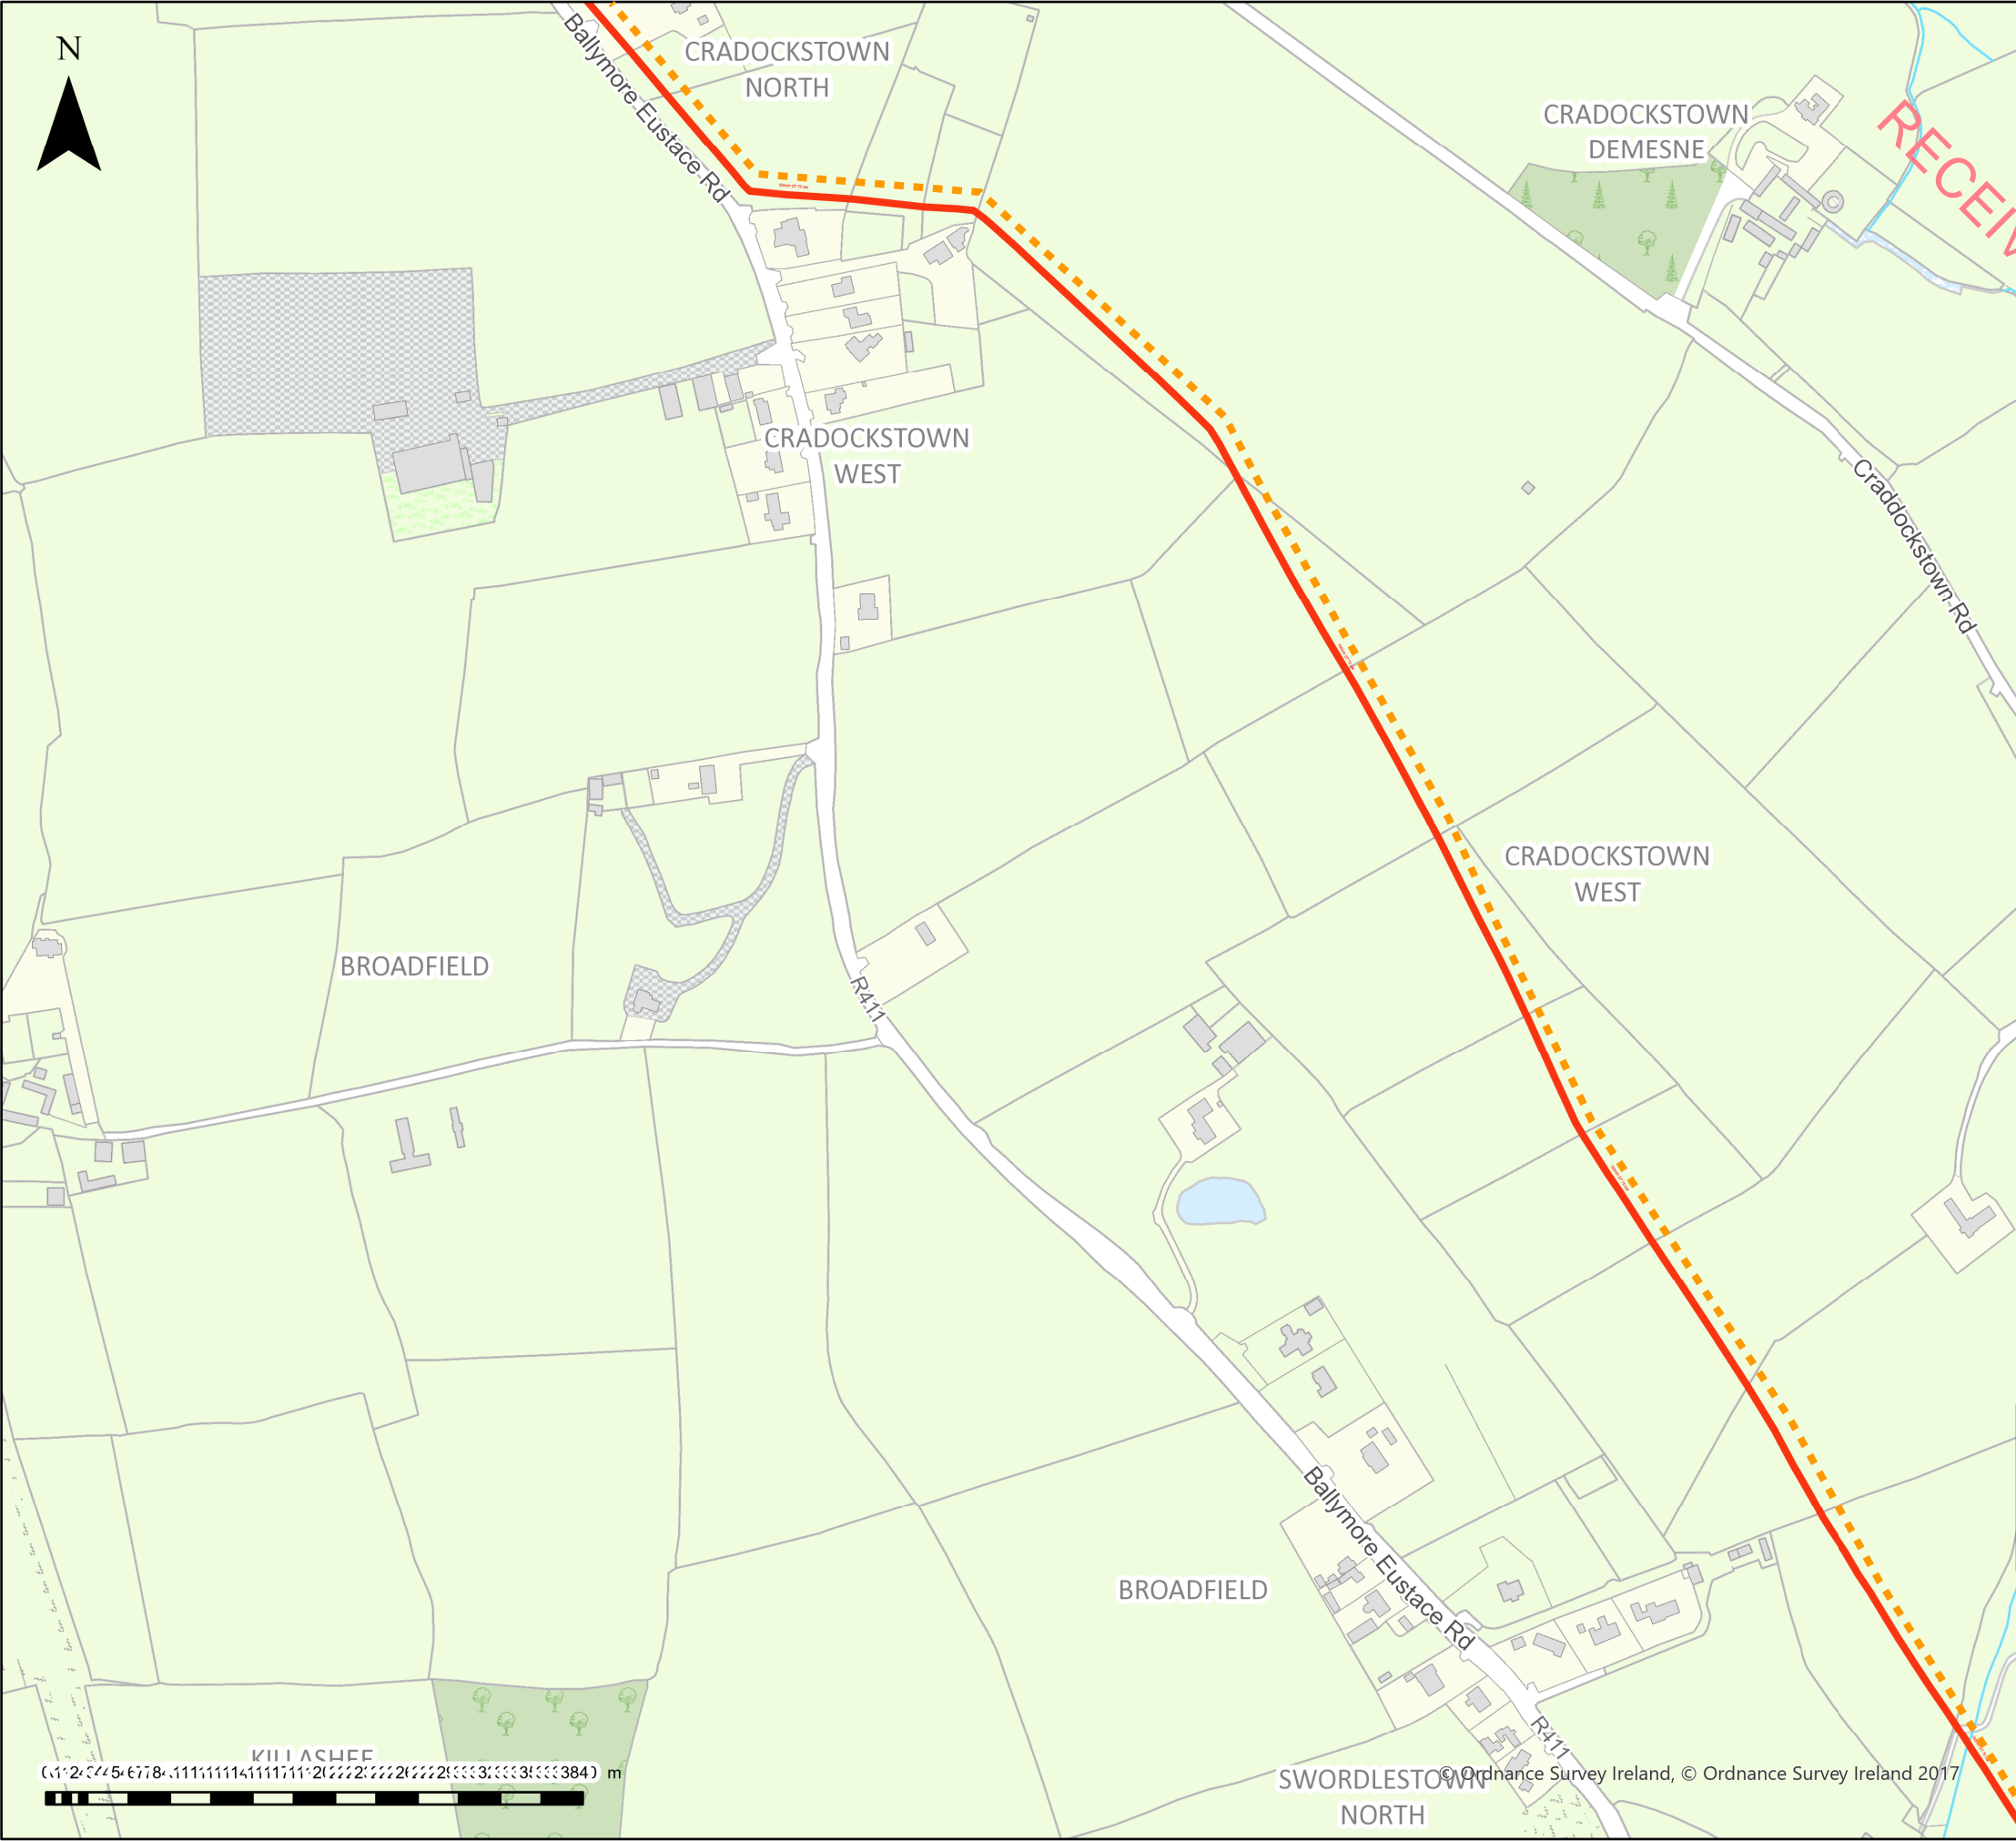 N
Ballymore Eustace Rd
CRADOCKSTOWN
NORTH
CRADOCKSTOWN
DEMESNE
CRADOCKSTOWN
WEST
Craddockstown Rd
CRADOCKSTOWN
WEST
BROADFIELD
R411
Ballymore Eustace Rd
BROADFIELD
R411
KILLASHEE
m
SWORDLESTOWN
NORTH
© Ordnance Survey Ireland, © Ordnance Survey Ireland 2017